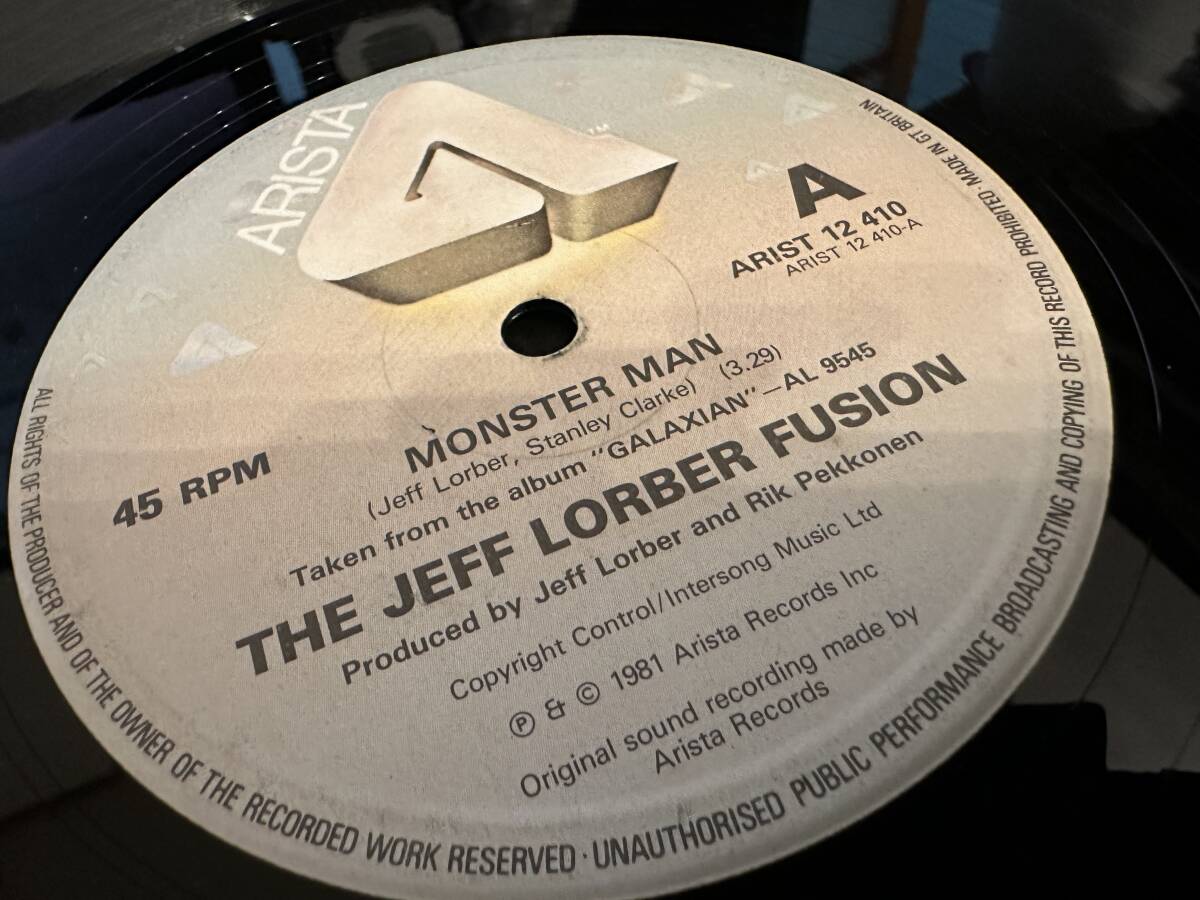 ARISTA
™
A
ARIST 12 410
ARIST 12 410-A
45 RPM
MONSTER MAN
(Jeff Lorber, Stanley Clarke) (3.29)
Taken from the album "GALAXIAN"—AL 9545
THE JEFF LORBER FUSION
Produced by Jeff Lorber and Rik Pekkonen
Copyright Control/Intersong Music Ltd
℗ & © 1981 Arista Records Inc
Original sound recording made by
Arista Records
ALL RIGHTS OF THE PRODUCER AND OF THE OWNER OF THE RECORDED WORK RESERVED · UNAUTHORISED PUBLIC PERFORMANCE BROADCASTING AND COPYING OF THIS RECORD PROHIBITED · MADE IN GT BRITAIN